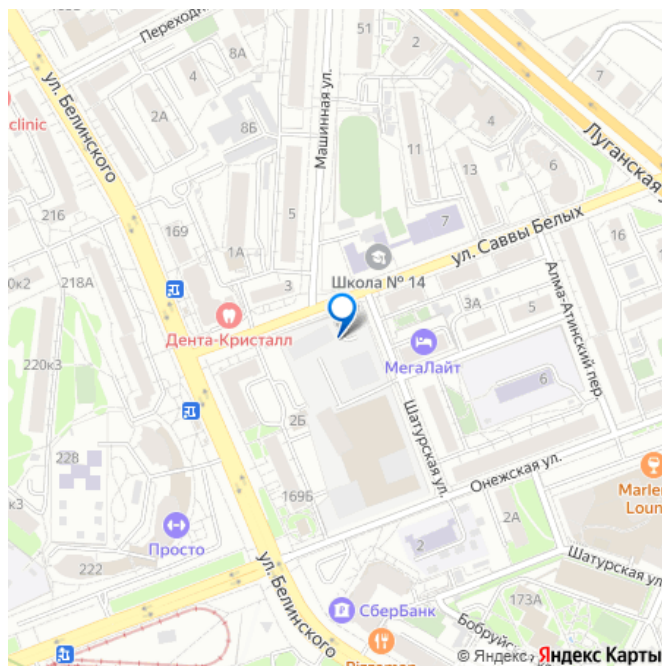 163Б
Переходн
8А
51
2
7
4
2А
8Б
clinic
ул. Белинского
Машинная ул.
11
13
4
6
Луганская
216
169
5
7
ул. Саввы Белых
1А
16
0к2
218А
3
Школа № 14
3А
5
Алма-Атинский пер.
Дента-Кристалл
220к3
МегаЛайт
6
2Б
Шатурская ул.
228
169Б
Онежская ул.
Marle
Loun
к3
Просто
2А
2
222
Шатурская ул
ул. Белинского
СберБанк
173А
Бобруйс
© Яндекс
Яндекс Карты